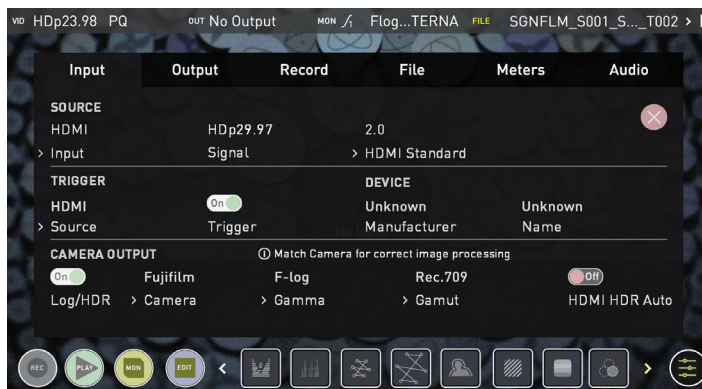 VID HDp23.98 PQ OUT No Output MON Flog...TERNA FILE SGNFLM_S001_S..._T002 >
Input Output Record File Meters Audio
SOURCE
HDMI HDp29.97 2.0
> Input Signal > HDMI Standard
TRIGGER DEVICE
HDMI On Unknown Unknown
> Source Trigger Manufacturer Name
CAMERA OUTPUT ⓘ Match Camera for correct image processing
On Fujifilm F-log Rec.709 Off
Log/HDR > Camera > Gamma > Gamut HDMI HDR Auto
REC PLAY MON EDIT < >